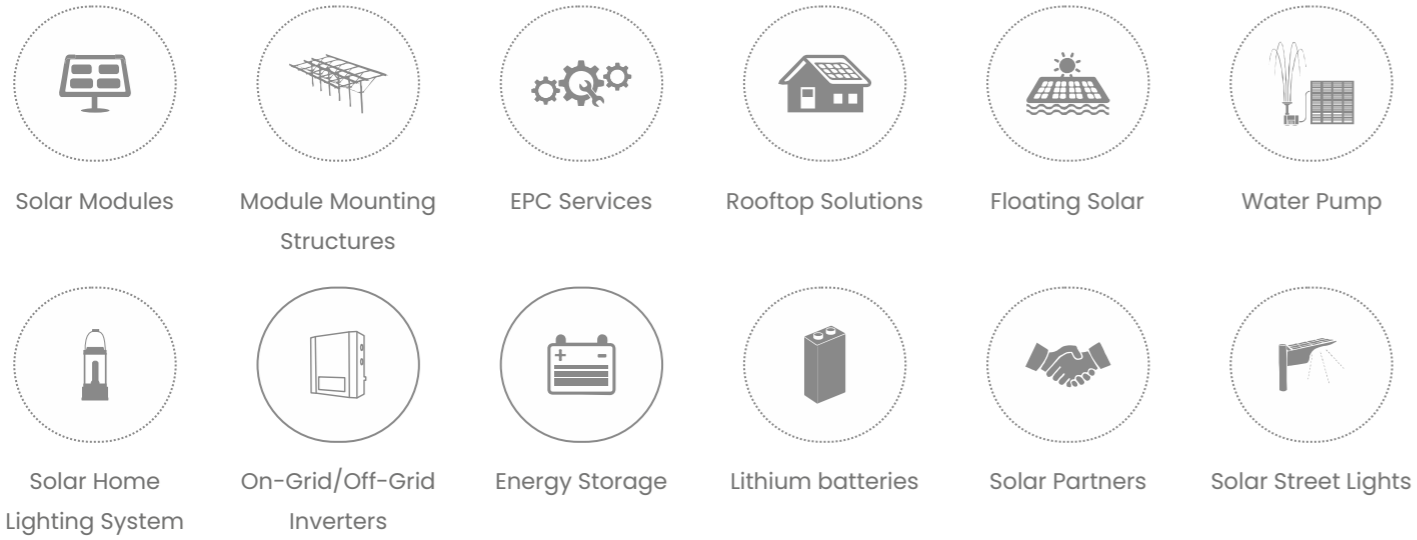 Solar Modules
Module Mounting
Structures
EPC Services
Rooftop Solutions
Floating Solar
Water Pump
Solar Home
Lighting System
On-Grid/Off-Grid
Inverters
Energy Storage
Lithium batteries
Solar Partners
Solar Street Lights